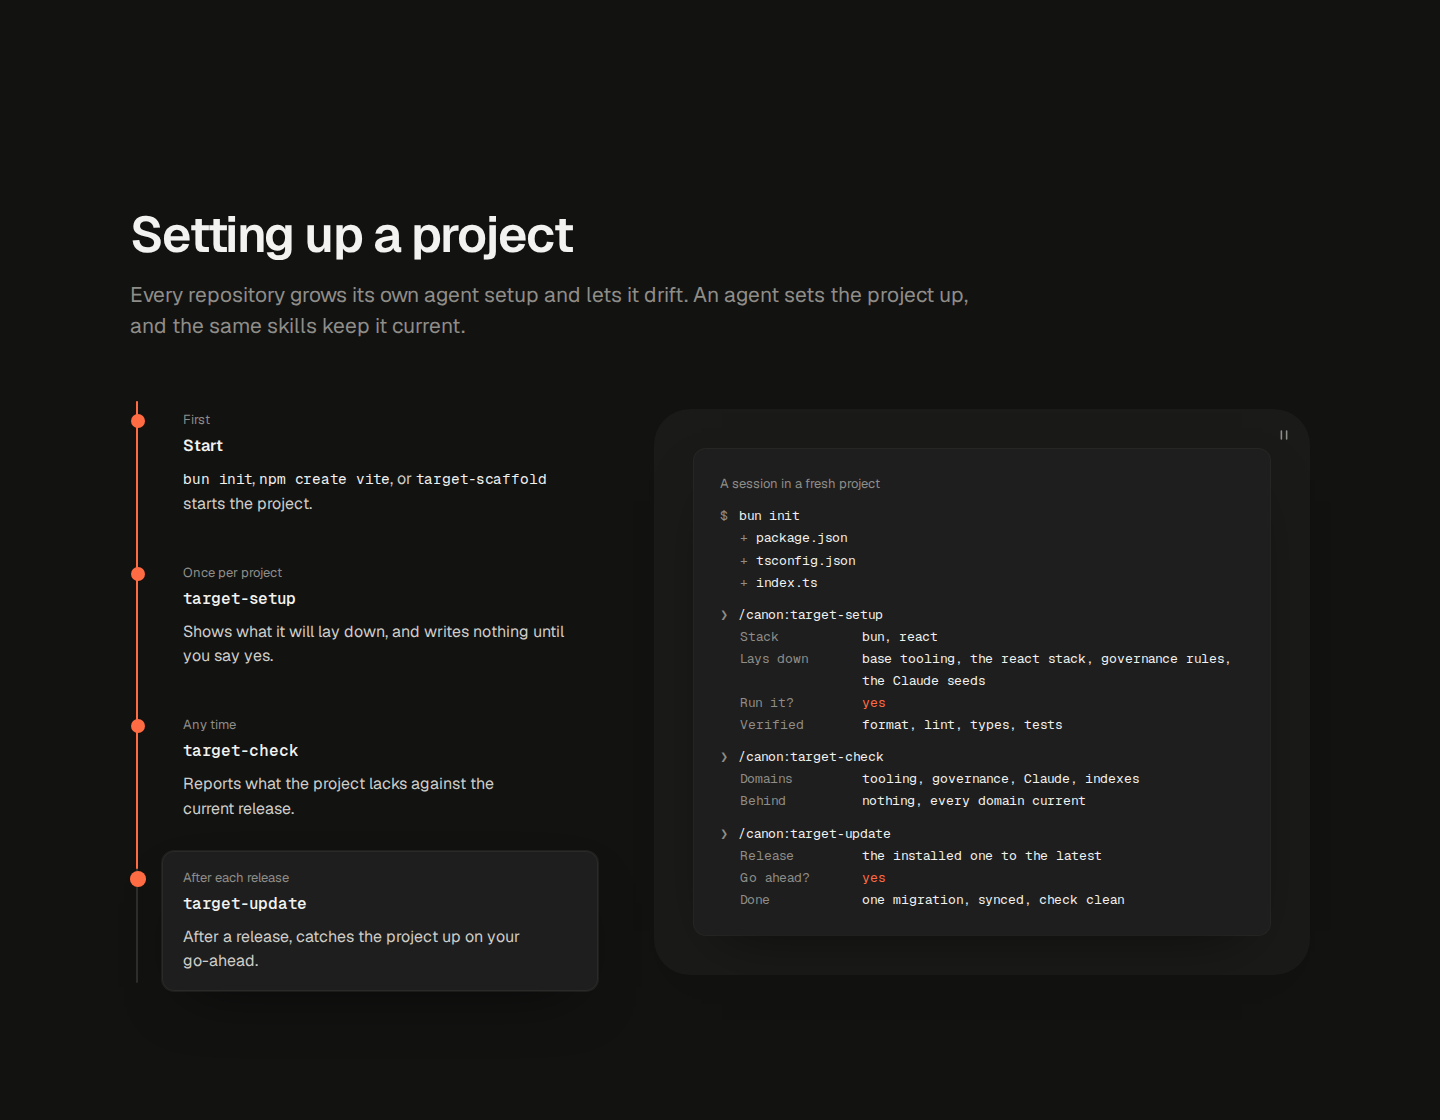 Setting up a project
Every repository grows its own agent setup and lets it drift. An agent sets the project up,
and the same skills keep it current.
First
Start
bun init, npm create vite, or target-scaffold
starts the project.
Once per project
target-setup
Shows what it will lay down, and writes nothing until
you say yes.
Any time
target-check
Reports what the project lacks against the
current release.
After each release
target-update
After a release, catches the project up on your
go-ahead.
A session in a fresh project
$ bun init
+ package.json
+ tsconfig.json
+ index.ts
❯ /canon:target-setup
Stack bun, react
Lays down base tooling, the react stack, governance rules,
the Claude seeds
Run it? yes
Verified format, lint, types, tests
❯ /canon:target-check
Domains tooling, governance, Claude, indexes
Behind nothing, every domain current
❯ /canon:target-update
Release the installed one to the latest
Go ahead? yes
Done one migration, synced, check clean